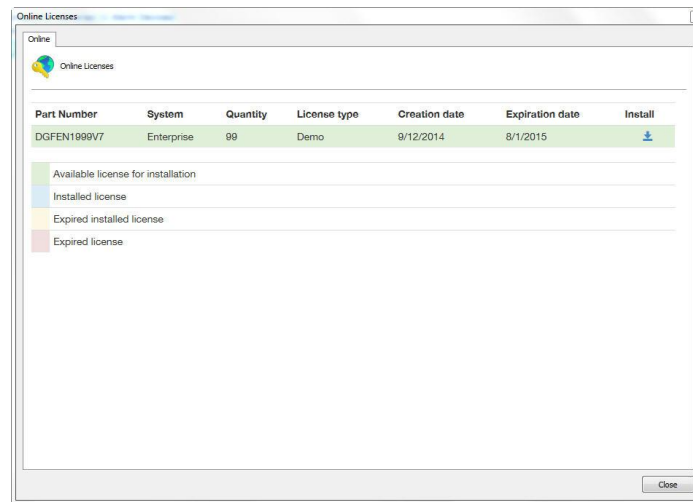 Online Licenses
Online
Online Licenses
Part Number System Quantity License type Creation date Expiration date Install
DGFEN1999V7 Enterprise 99 Demo 9/12/2014 8/1/2015
Available license for installation
Installed license
Expired installed license
Expired license
Close